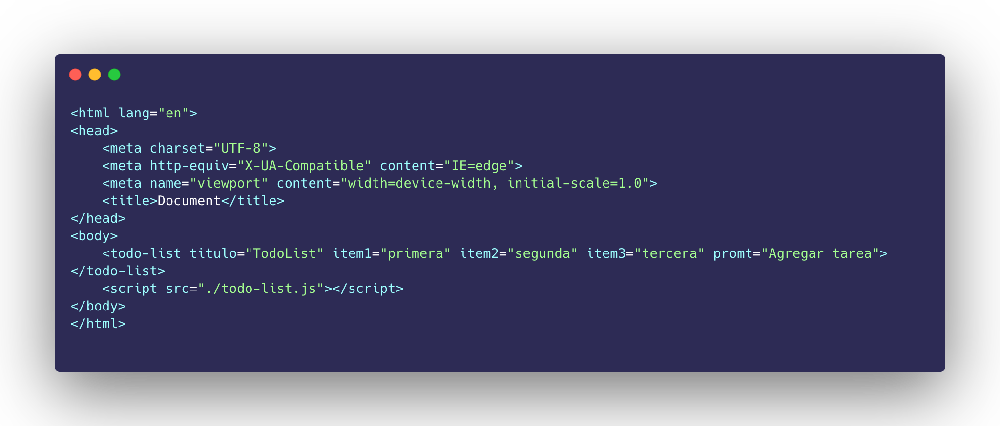 <html lang="en">
<head>
    <meta charset="UTF-8">
    <meta http-equiv="X-UA-Compatible" content="IE=edge">
    <meta name="viewport" content="width=device-width, initial-scale=1.0">
    <title>Document</title>
</head>
<body>
    <todo-list titulo="TodoList" item1="primera" item2="segunda" item3="tercera" promt="Agregar tarea">
</todo-list>
    <script src="./todo-list.js"></script>
</body>
</html>